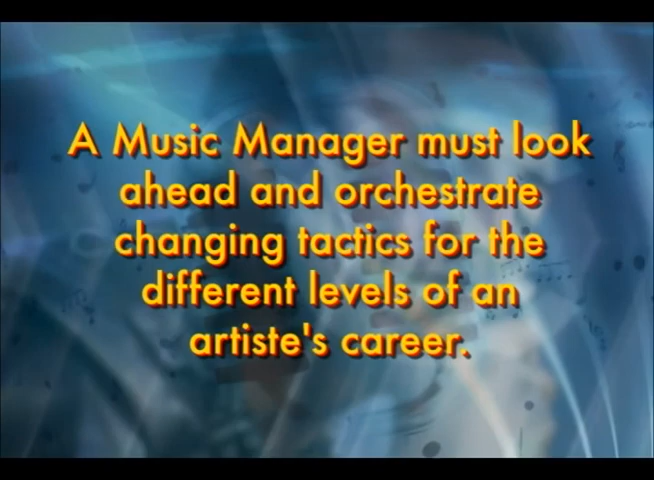 A Music Manager must look
ahead and orchestrate
changing tactics for the
different levels of an
artiste's career.